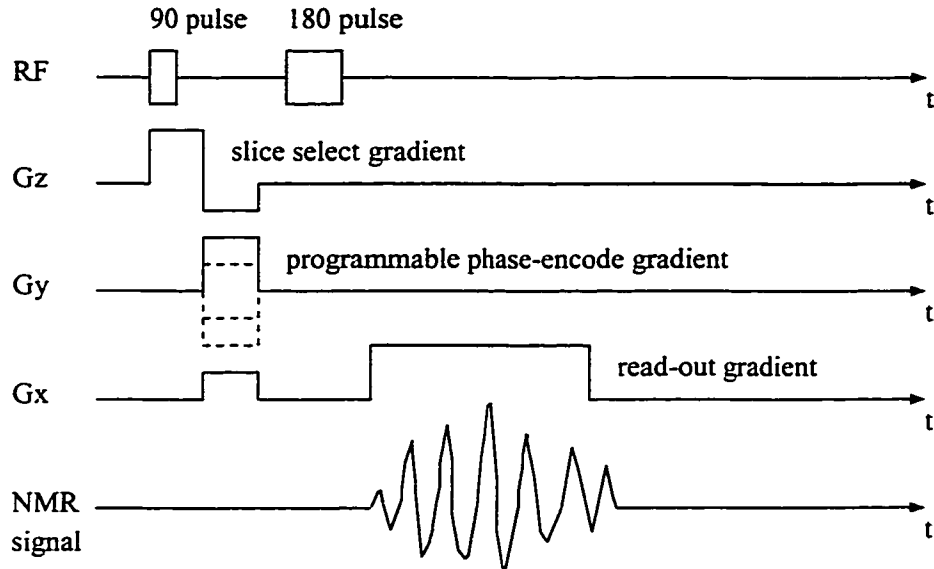 90 pulse 180 pulse
RF
t
slice select gradient
Gz
t
programmable phase-encode gradient
Gy
t
read-out gradient
Gx
t
NMR
signal
t